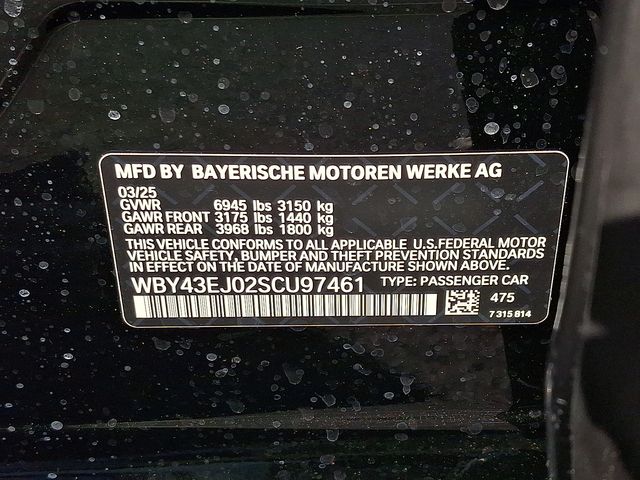 MFD BY BAYERISCHE MOTOREN WERKE AG
03/25
GVWR 6945 lbs 3150 kg
GAWR FRONT 3175 lbs 1440 kg
GAWR REAR 3968 lbs 1800 kg
THIS VEHICLE CONFORMS TO ALL APPLICABLE U.S.FEDERAL MOTOR
VEHICLE SAFETY, BUMPER AND THEFT PREVENTION STANDARDS
IN EFFECT ON THE DATE OF MANUFACTURE SHOWN ABOVE.
WBY43EJ02SCU97461 TYPE: PASSENGER CAR
475
7 315 814